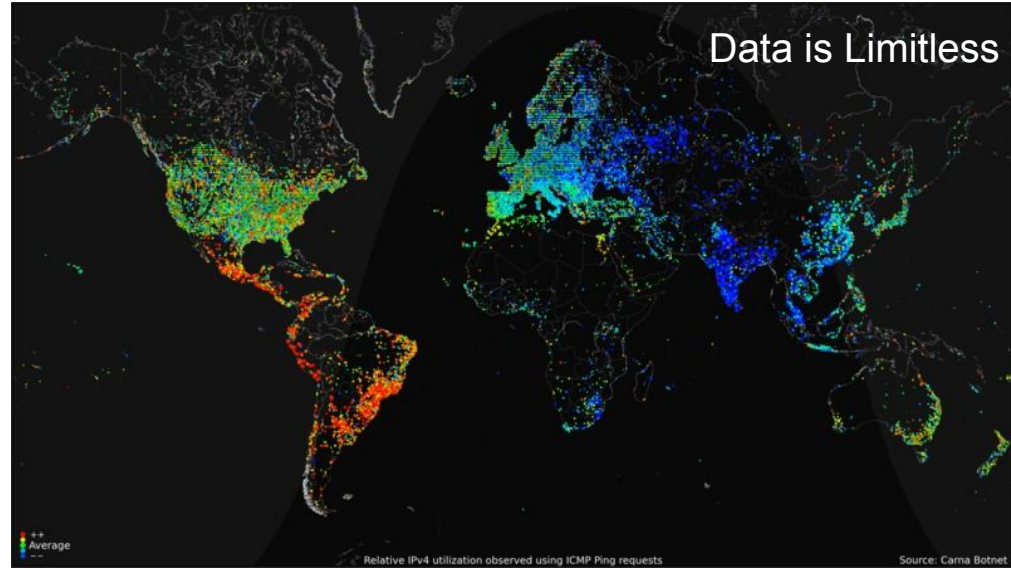 Data is Limitless
++
Average
−−
Relative IPv4 utilization observed using ICMP Ping requests
Source: Carna Botnet